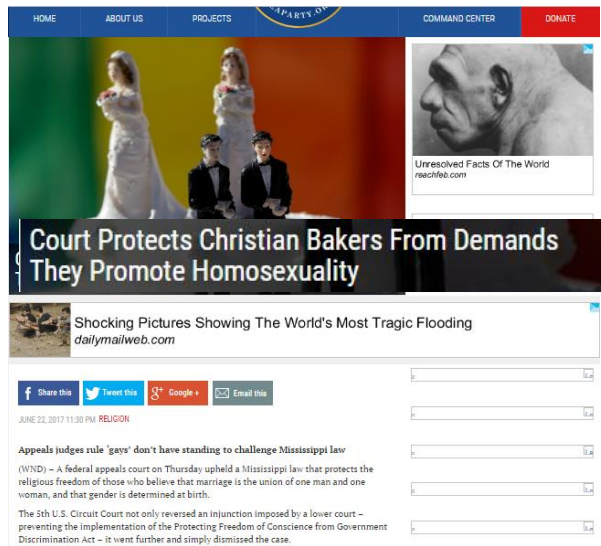 HOME
ABOUT US
PROJECTS
APARTY.OR
COMMAND CENTER
DONATE
Unresolved Facts Of The World
reachfeb.com
Court Protects Christian Bakers From Demands
They Promote Homosexuality
Shocking Pictures Showing The World's Most Tragic Flooding
dailymailweb.com
f Share this
Tweet this
g+ Google +
Email this
JUNE 22, 2017 11:30 PM RELIGION
Appeals judges rule 'gays' don't have standing to challenge Mississippi law
(WND) – A federal appeals court on Thursday upheld a Mississippi law that protects the
religious freedom of those who believe that marriage is the union of one man and one
woman, and that gender is determined at birth.
The 5th U.S. Circuit Court not only reversed an injunction imposed by a lower court –
preventing the implementation of the Protecting Freedom of Conscience from Government
Discrimination Act – it went further and simply dismissed the case.